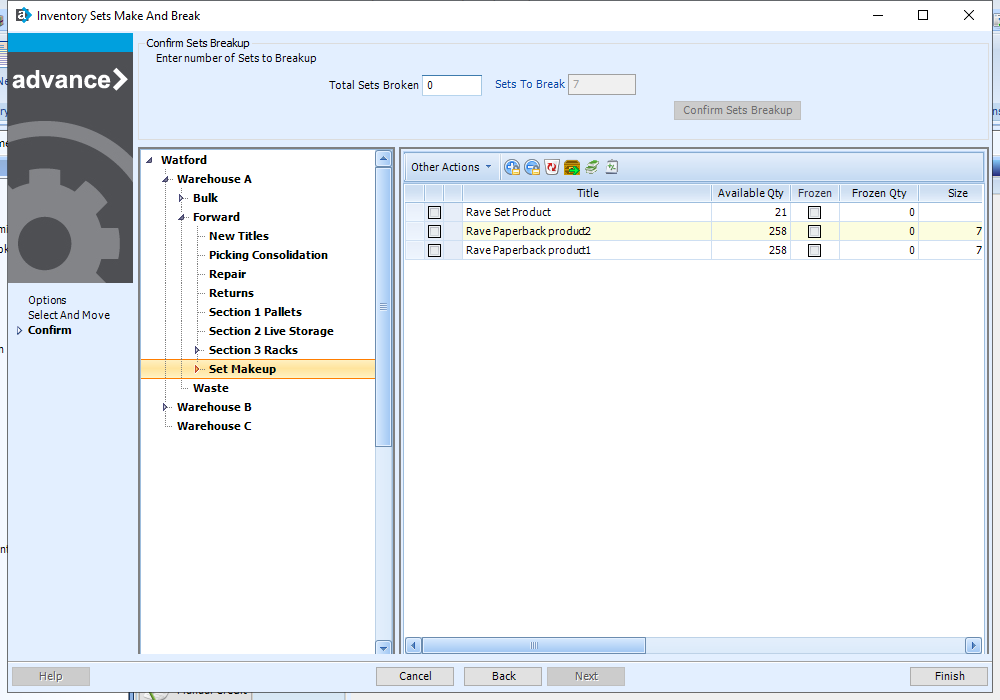 Inventory Sets Make And Break
advance
Confirm Sets Breakup
Enter number of Sets to Breakup
Total Sets Broken 0 Sets To Break 7
Confirm Sets Breakup
Options
Select And Move
Confirm
Watford
Warehouse A
Bulk
Forward
New Titles
Picking Consolidation
Repair
Returns
Section 1 Pallets
Section 2 Live Storage
Section 3 Racks
Set Makeup
Waste
Warehouse B
Warehouse C
Other Actions
Title Available Qty Frozen Frozen Qty Size
Rave Set Product 21 0
Rave Paperback product2 258 0 7
Rave Paperback product1 258 0 7
Help Cancel Back Next Finish